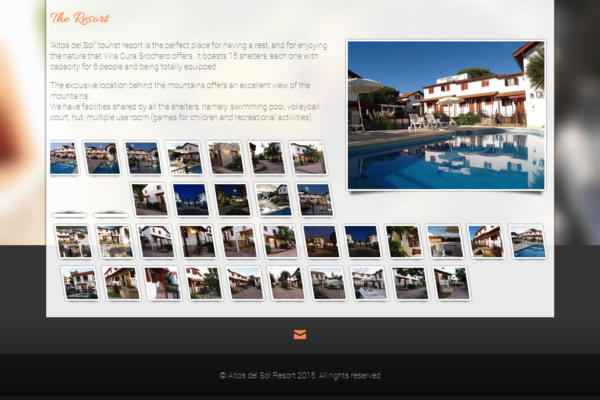 The Resort
"Altos del Sol" tourist resort is the perfect place for having a rest, and for enjoying
the nature that Villa Cura Brochero offers. It boasts 15 shelters, each one with
capacity for 6 people and being totally equipped.
The exclusive location behind the mountains offers an excellent view of the
mountains.
We have facilities shared by all the shelters, namely: swimming pool, volleyball
court, hut, multiple use room (games for children and recreational activities)
© Altos del Sol Resort 2015. All rights reserved